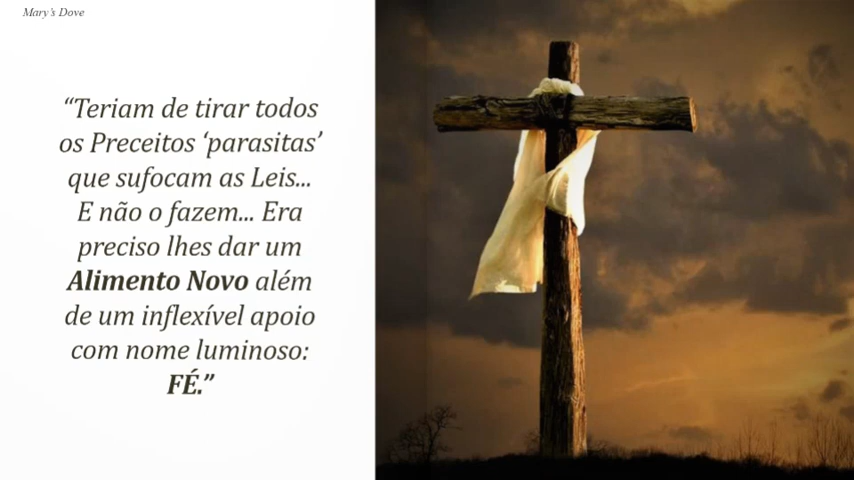 Mary's Dove
“Teriam de tirar todos
os Preceitos ‘parasitas’
que sufocam as Leis...
E não o fazem... Era
preciso lhes dar um
Alimento Novo além
de um inflexível apoio
com nome luminoso:
FÉ.”